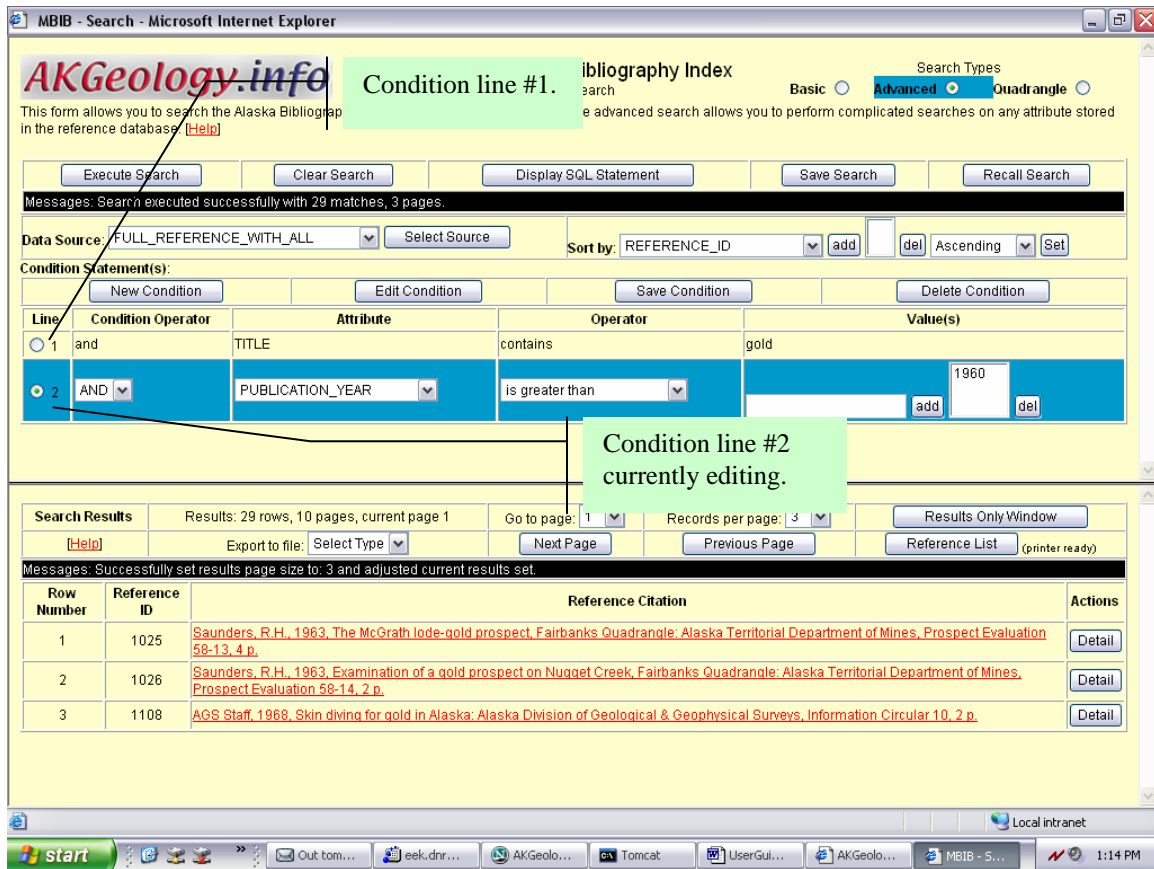 MBIB - Search - Microsoft Internet Explorer
AKGeology.info
Condition line #1.
ibliography Index
earch
Search Types
Basic Advanced Quadrangle
This form allows you to search the Alaska Bibliograp e advanced search allows you to perform complicated searches on any attribute stored
in the reference database. [Help]
Execute Search Clear Search Display SQL Statement Save Search Recall Search
Messages: Search executed successfully with 29 matches, 3 pages.
Data Source: FULL_REFERENCE_WITH_ALL Select Source Sort by: REFERENCE_ID add del Ascending Set
Condition Statement(s):
New Condition Edit Condition Save Condition Delete Condition
Line Condition Operator Attribute Operator Value(s)
1 and TITLE contains gold
2 AND PUBLICATION_YEAR is greater than add 1960 del
Condition line #2
currently editing.
Search Results Results: 29 rows, 10 pages, current page 1 Go to page: 1 Records per page: 3 Results Only Window
[Help] Export to file: Select Type Next Page Previous Page Reference List (printer ready)
Messages: Successfully set results page size to: 3 and adjusted current results set.
Row Number Reference ID Reference Citation Actions
1 1025 Saunders, R.H., 1963, The McGrath lode-gold prospect, Fairbanks Quadrangle: Alaska Territorial Department of Mines, Prospect Evaluation
58-13, 4 p. Detail
2 1026 Saunders, R.H., 1963, Examination of a gold prospect on Nugget Creek, Fairbanks Quadrangle: Alaska Territorial Department of Mines,
Prospect Evaluation 58-14, 2 p. Detail
3 1108 AGS Staff, 1968, Skin diving for gold in Alaska: Alaska Division of Geological & Geophysical Surveys, Information Circular 10, 2 p. Detail
Local intranet
start » Out tom... eek.dnr... AKGeolo... Tomcat UserGui... AKGeolo... MBIB - S... 1:14 PM